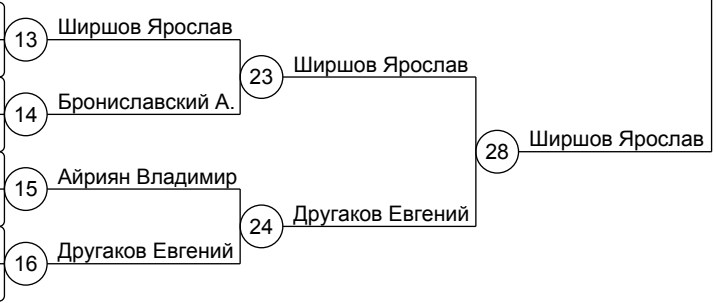 13 Ширшов Ярослав
23 Ширшов Ярослав
14 Брониславский А.
28 Ширшов Ярослав
15 Айриян Владимир
24 Другаков Евгений
16 Другаков Евгений